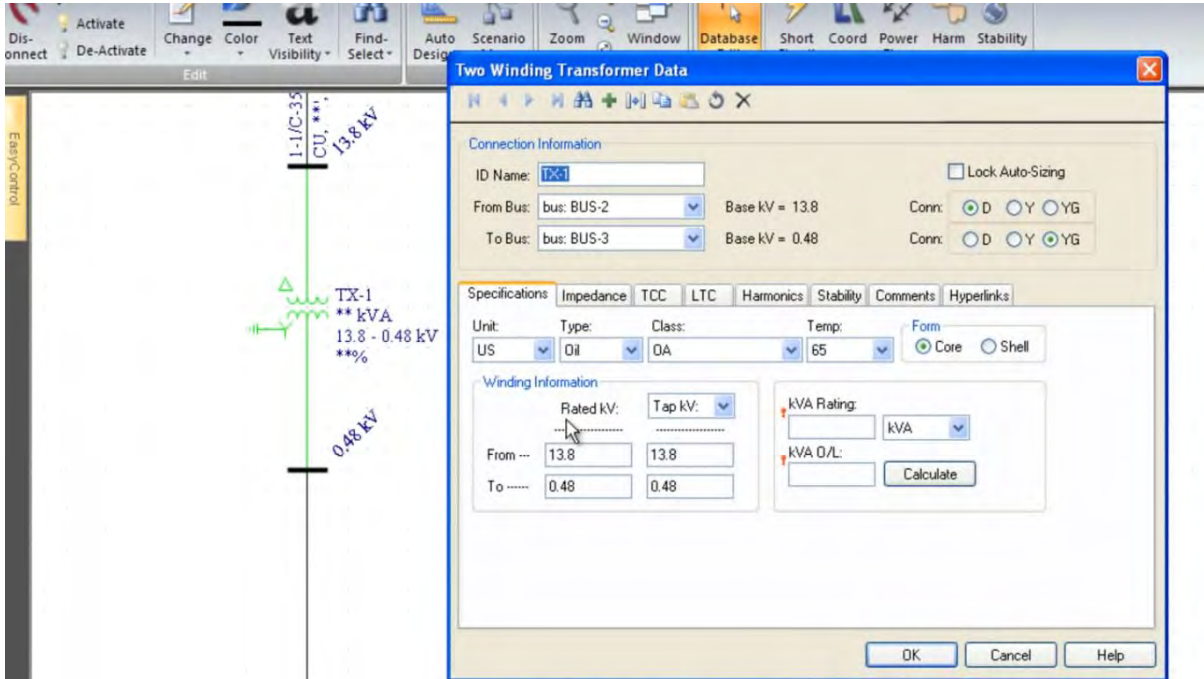 Activate
Dis-
onnect
De-Activate
Change
Color
Text
Visibility
Find-
Select
Auto
Desig
Scenario
Zoom
Window
Database
Short
Coord
Power
Harm
Stability
Edit
EasyControl
1-1/C-35
CU, **'
13.8 kV
TX-1
** kVA
13.8 - 0.48 kV
**%
0.48 kV
Two Winding Transformer Data
Connection Information
ID Name: TX-1
Lock Auto-Sizing
From Bus: bus: BUS-2 Base kV = 13.8 Conn: D Y YG
To Bus: bus: BUS-3 Base kV = 0.48 Conn: D Y YG
Specifications Impedance TCC LTC Harmonics Stability Comments Hyperlinks
Unit: Type: Class: Temp: Form
US Oil OA 65 Core Shell
Winding Information
Rated kV: Tap kV: kVA Rating:
kVA
From --- 13.8 13.8 kVA O/L:
To ------ 0.48 0.48 Calculate
OK Cancel Help